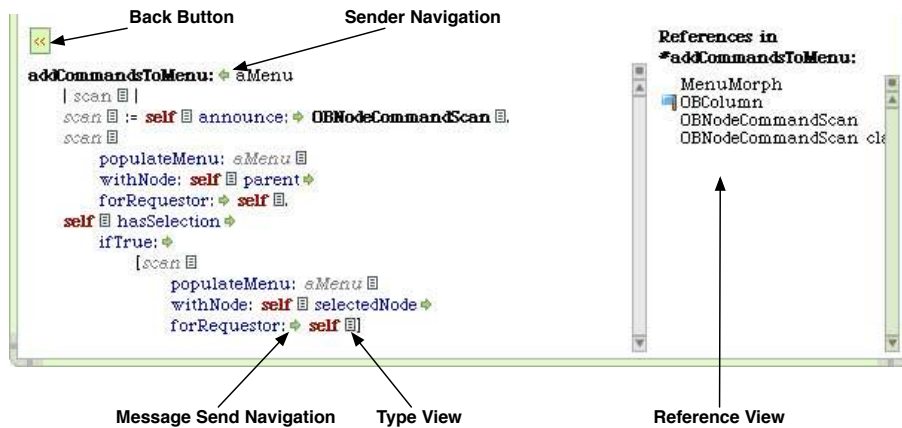 Back Button
Sender Navigation
<<
addCommandsToMenu: aMenu
| scan |
scan := self announce: OBNodeCommandScan.
scan
populateMenu: aMenu
withNode: self parent
forRequestor: self.
self hasSelection
ifTrue:
[scan
populateMenu: aMenu
withNode: self selectedNode
forRequestor: self ]
References in
#addCommandsToMenu:
MenuMorph
OBColumn
OBNodeCommandScan
OBNodeCommandScan cla
Message Send Navigation
Type View
Reference View